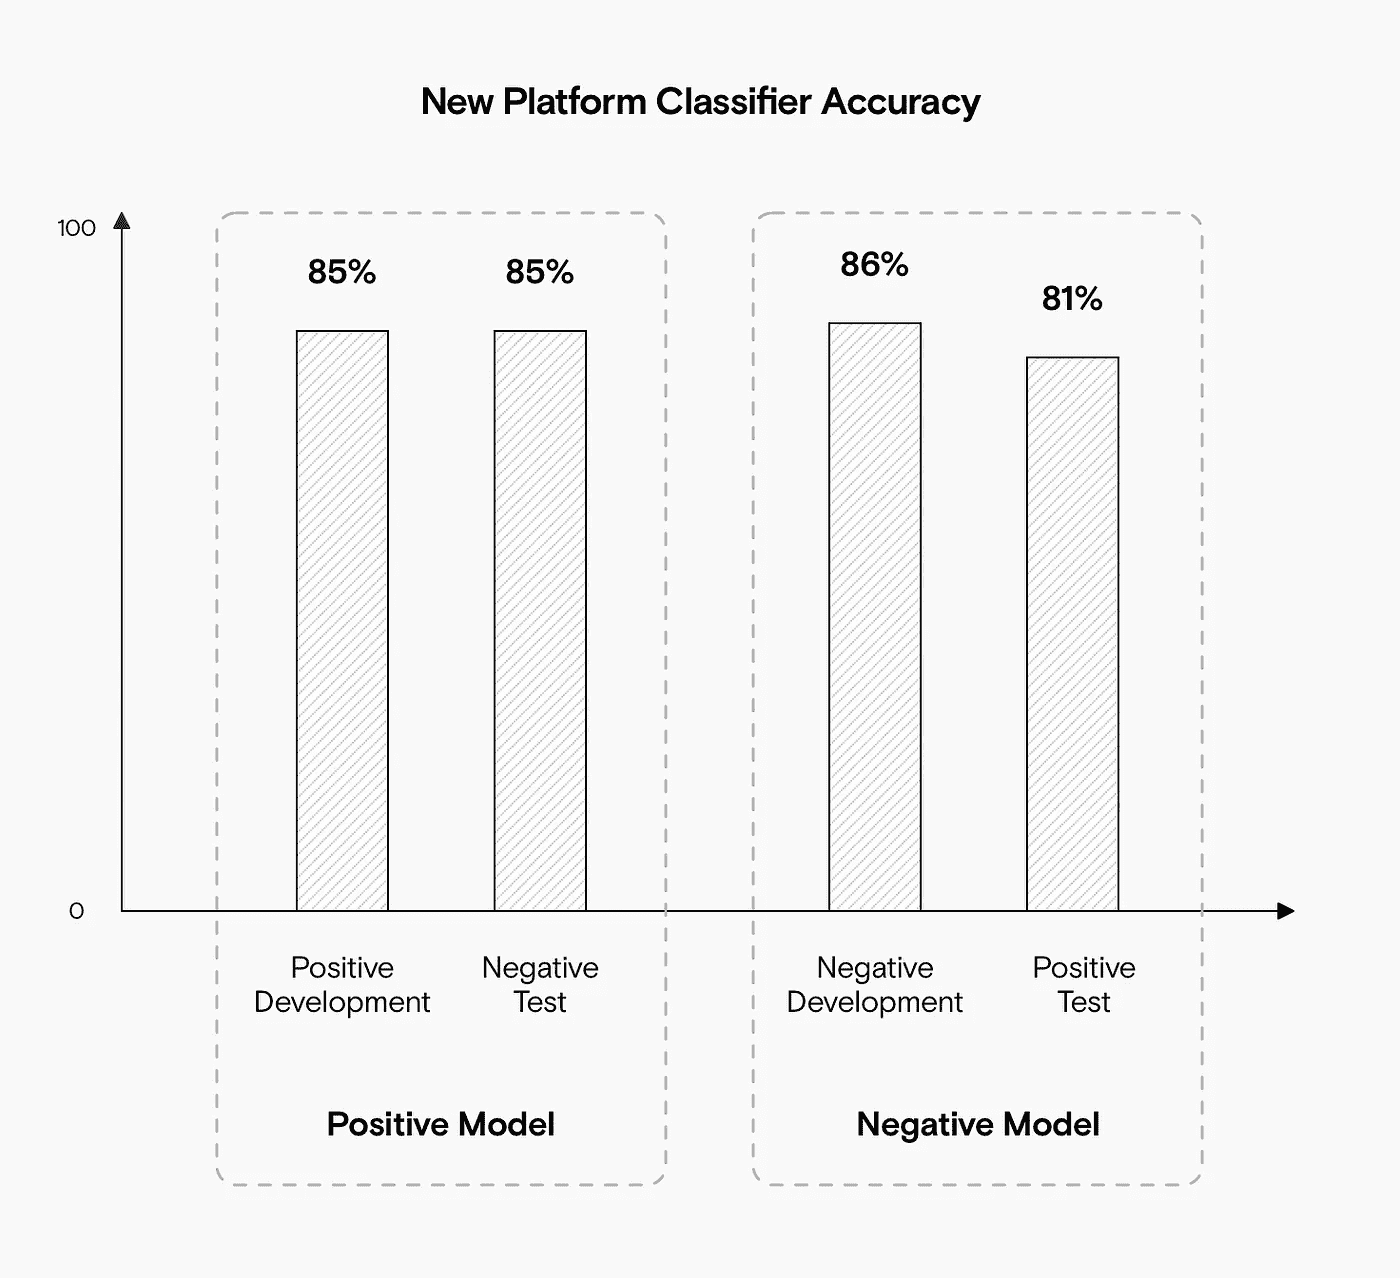 New Platform Classifier Accuracy
100
85%
85%
86%
81%
0
Positive
Development
Negative
Test
Negative
Development
Positive
Test
Positive Model
Negative Model